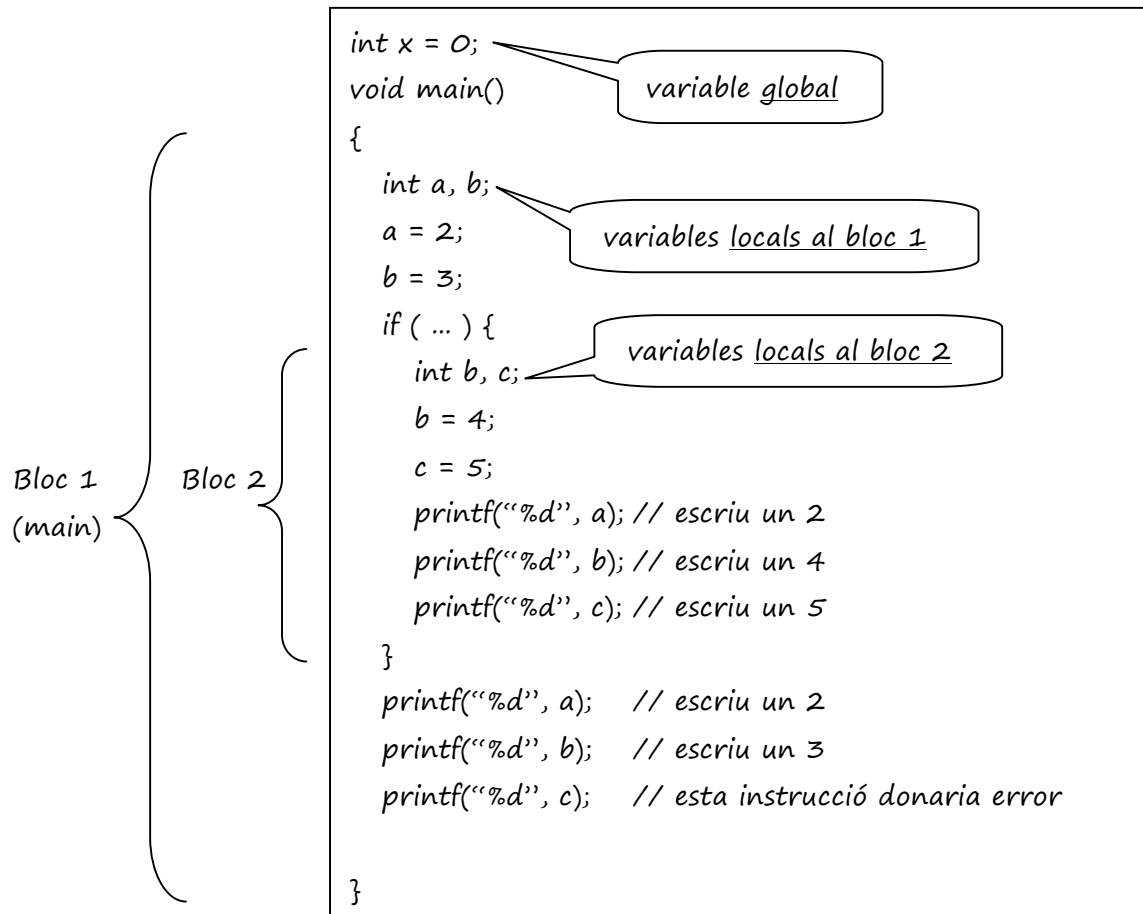 int x = 0;
variable global
void main()
{
int a, b;
a = 2;
variables locals al bloc 1
b = 3;
if ( ... ) {
variables locals al bloc 2
int b, c;
b = 4;
c = 5;
Bloc 1
(main)
Bloc 2
printf(“%d”, a); // escriu un 2
printf(“%d”, b); // escriu un 4
printf(“%d”, c); // escriu un 5
}
printf(“%d”, a); // escriu un 2
printf(“%d”, b); // escriu un 3
printf(“%d”, c); // esta instrucció donaria error
}